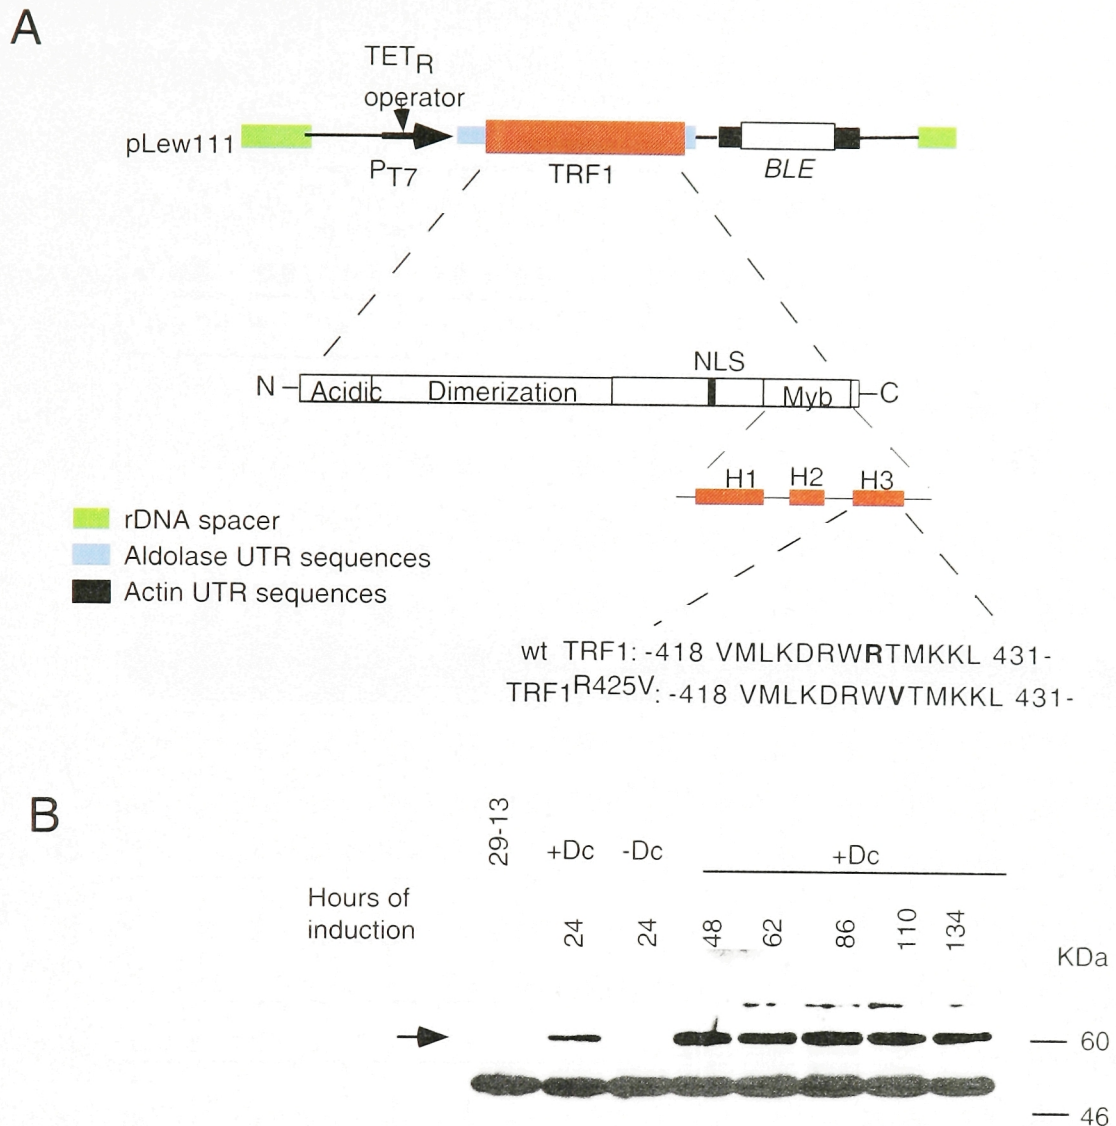 A
TETR
operator
pLew111
PT7
TRF1
BLE
NLS
N
Acidic
Dimerization
Myb
C
H1
H2
H3
rDNA spacer
Aldolase UTR sequences
Actin UTR sequences
wt TRF1: -418 VMLKDRWRTMKKL 431-
TRF1R425V: -418 VMLKDRWVTMKKL 431-
B
29-13
+Dc
-Dc
+Dc
Hours of
induction
24
24
48
62
86
110
134
KDa
60
46